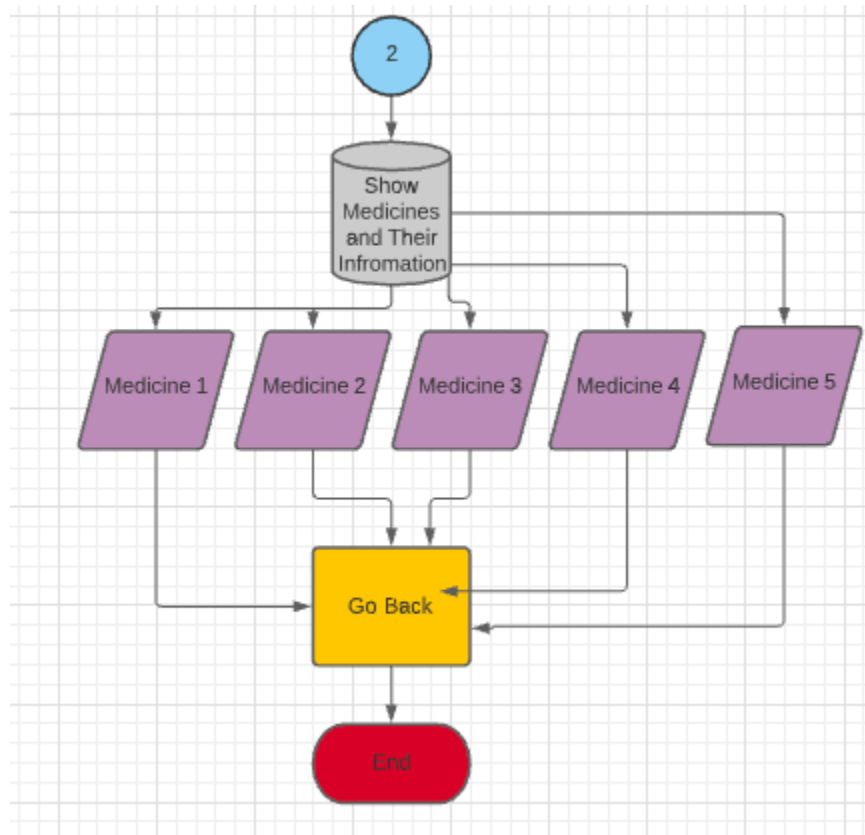 2
Show
Medicines
and Their
Infromation
Medicine 1
Medicine 2
Medicine 3
Medicine 4
Medicine 5
Go Back
End